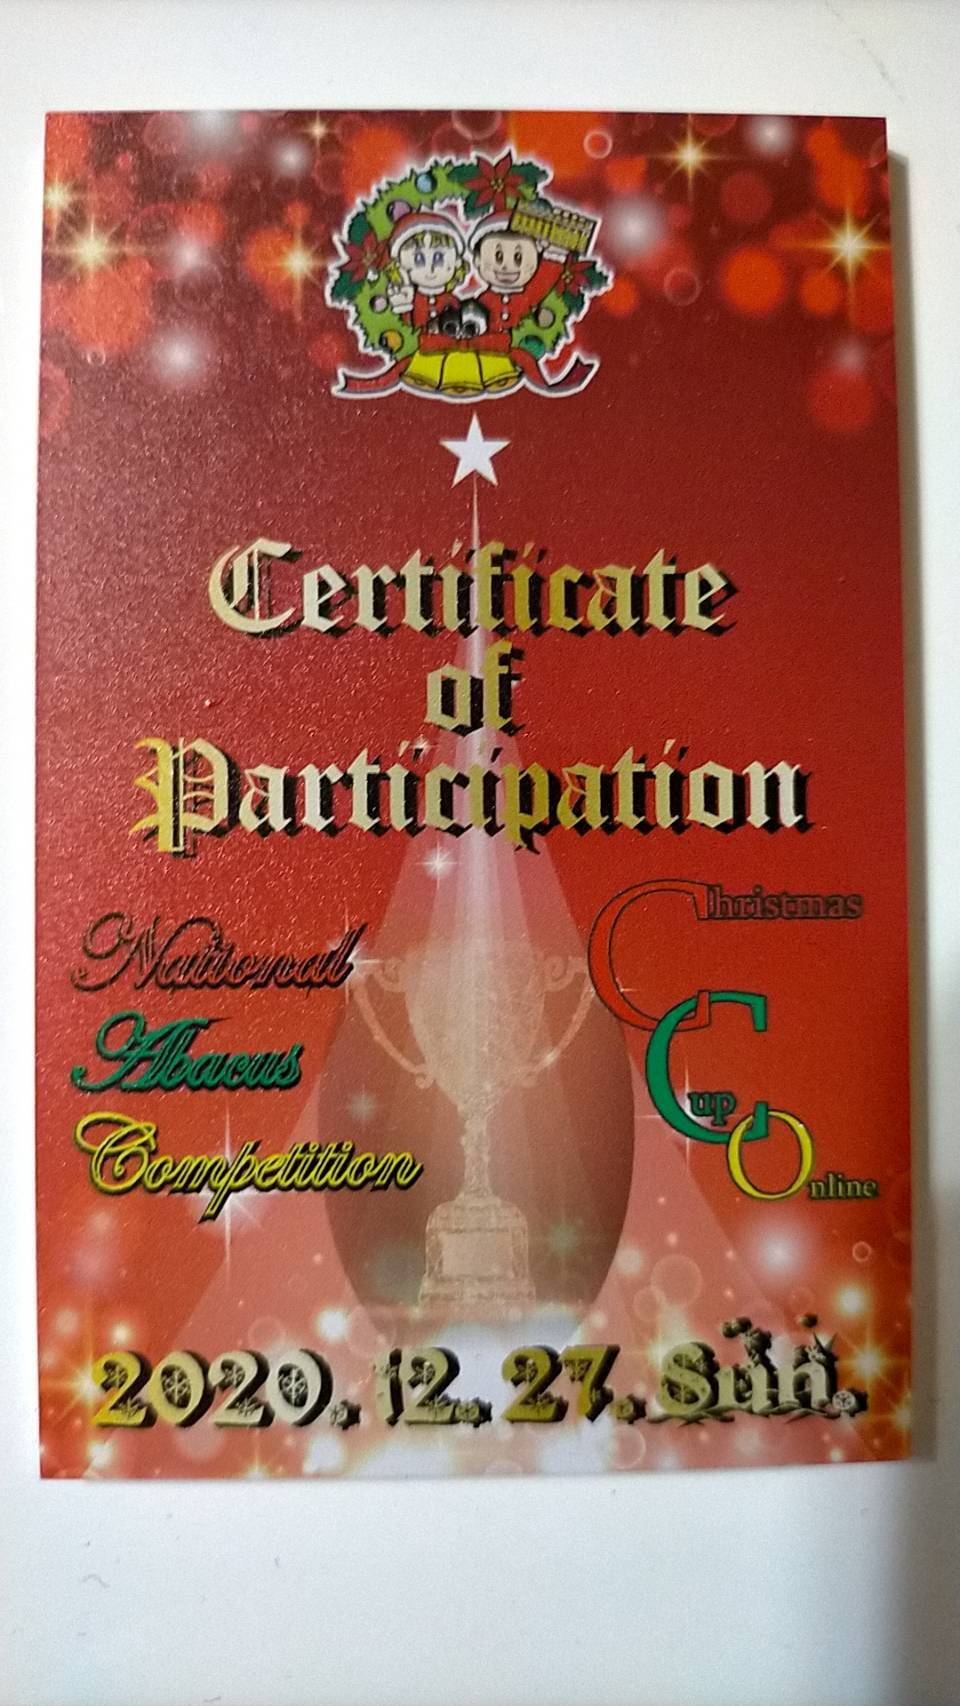 Certificate
of
Participation
National
Abacus
Competition
Christmas
Cup
Online
2020. 12. 27. Sun.